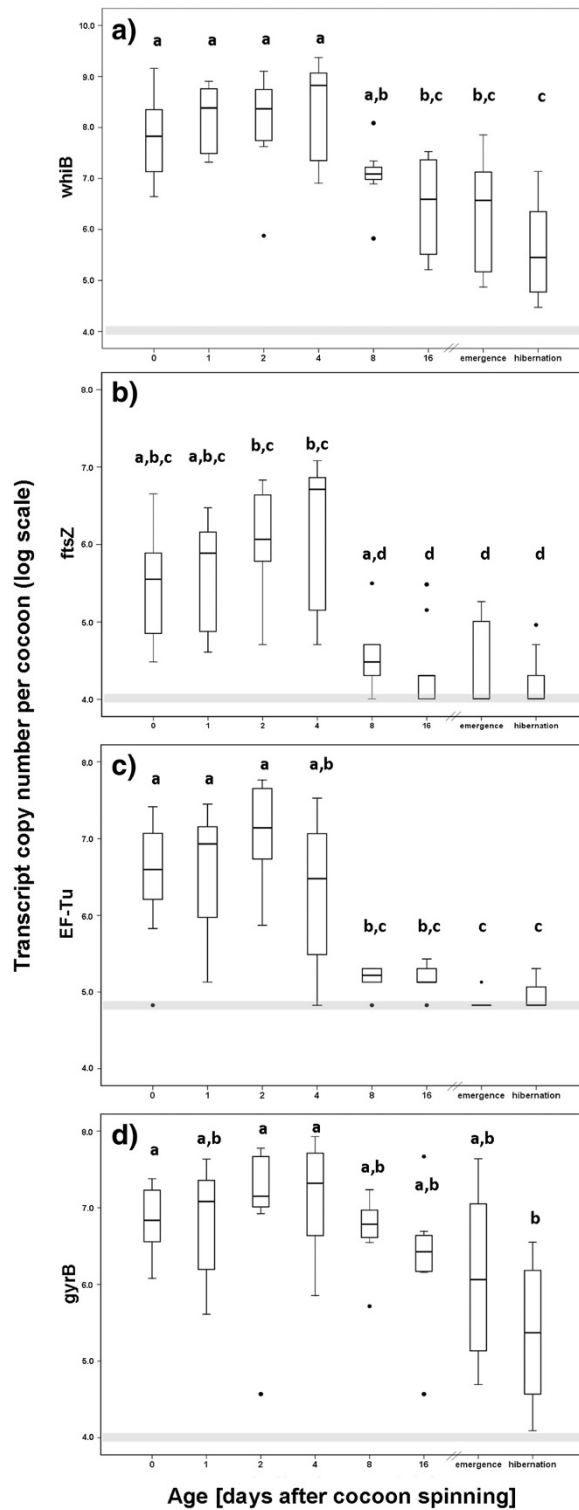 Transcript copy number per cocoon (log scale)
a)
whiB
10.0
9.0
8.0
7.0
6.0
5.0
4.0
a a a a a,b b,c b,c c
0 1 2 4 8 16 // emergence hibernation
b)
ftsZ
8.0
7.0
6.0
5.0
4.0
a,b,c a,b,c b,c b,c a,d d d d
0 1 2 4 8 16 // emergence hibernation
c)
EF-Tu
8.0
7.0
6.0
5.0
4.0
a a a a,b b,c b,c c c
0 1 2 4 8 16 // emergence hibernation
d)
gyrB
8.0
7.0
6.0
5.0
4.0
a a,b a a a,b a,b a,b b
0 1 2 4 8 16 // emergence hibernation
Age [days after cocoon spinning]